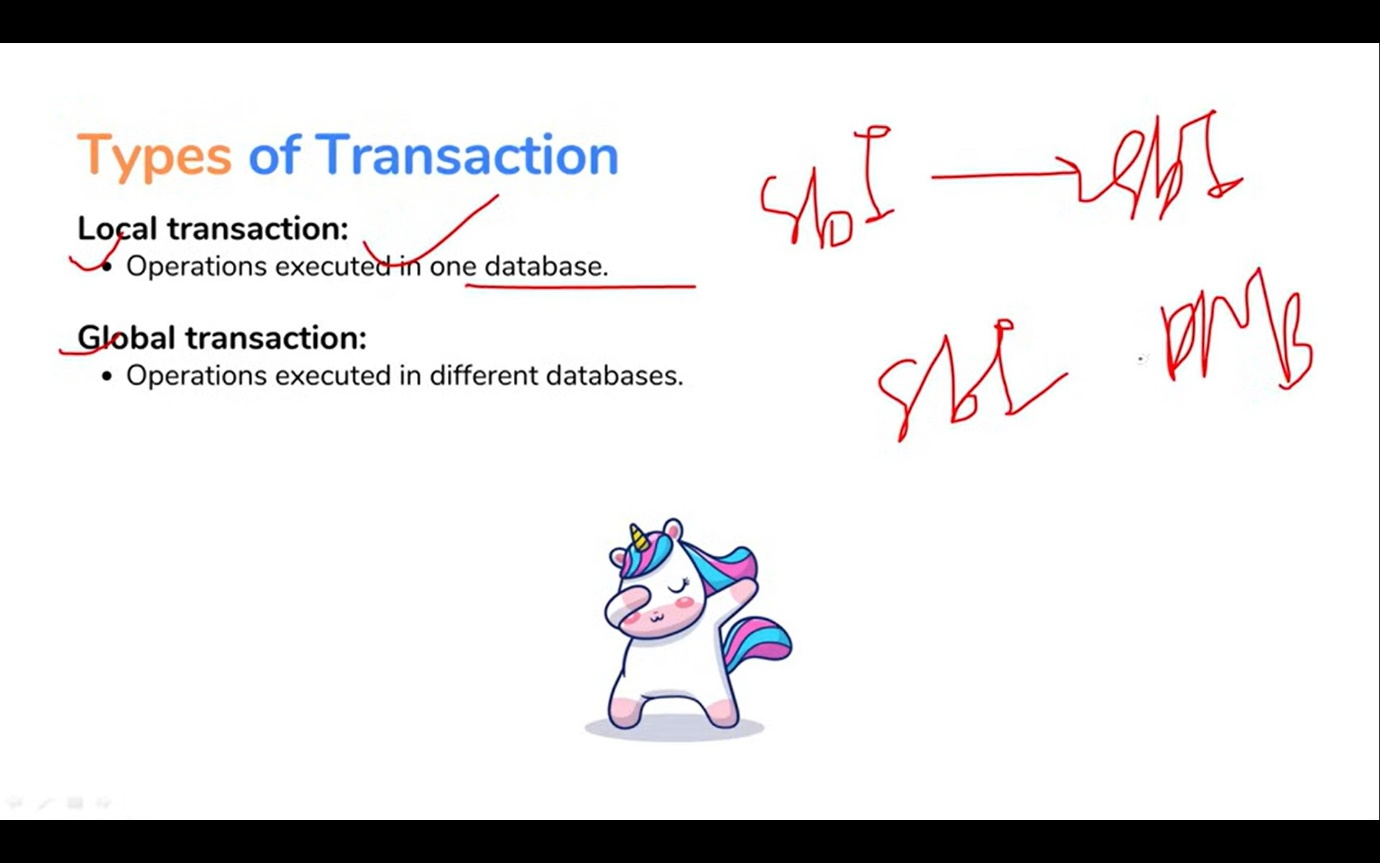 Types of Transaction
Local transaction:
• Operations executed in one database.
Global transaction:
• Operations executed in different databases.
SbI → SbI
SbI PNB